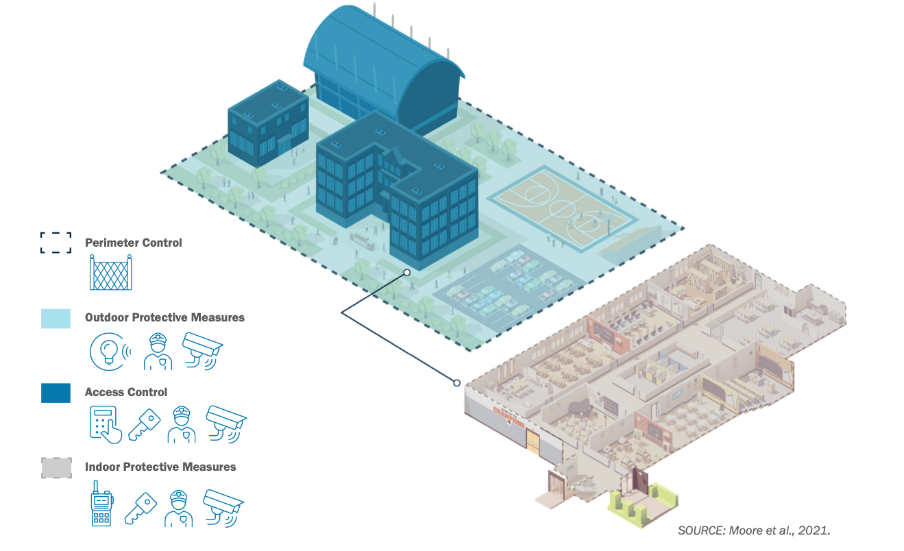 Perimeter Control
Outdoor Protective Measures
Access Control
Indoor Protective Measures
SOURCE: Moore et al., 2021.